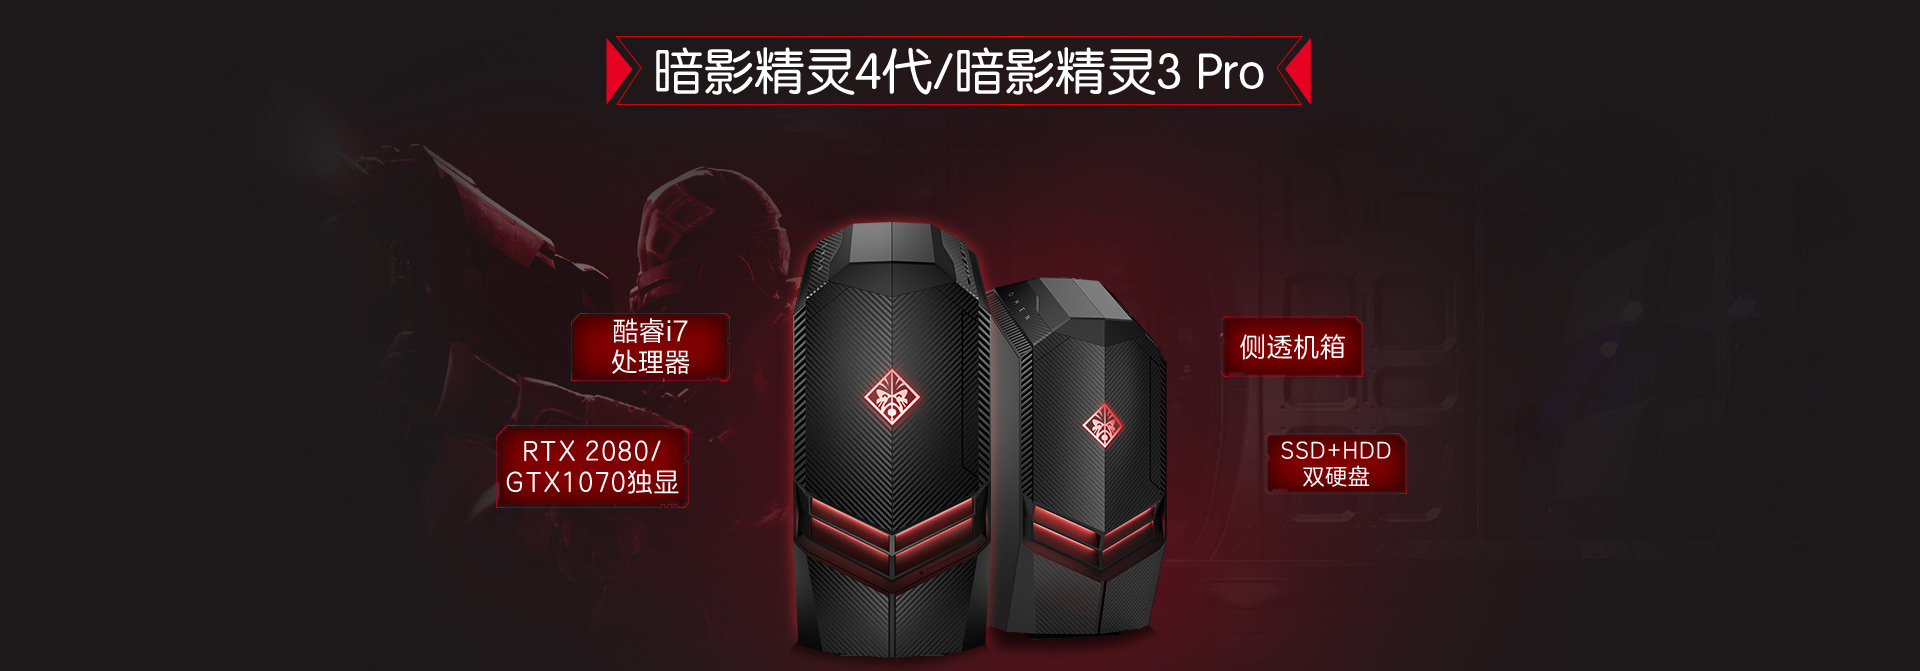 暗影精灵4代/暗影精灵3 Pro
酷睿i7
处理器
RTX 2080/
GTX1070独显
OMEN
侧透机箱
SSD+HDD
双硬盘